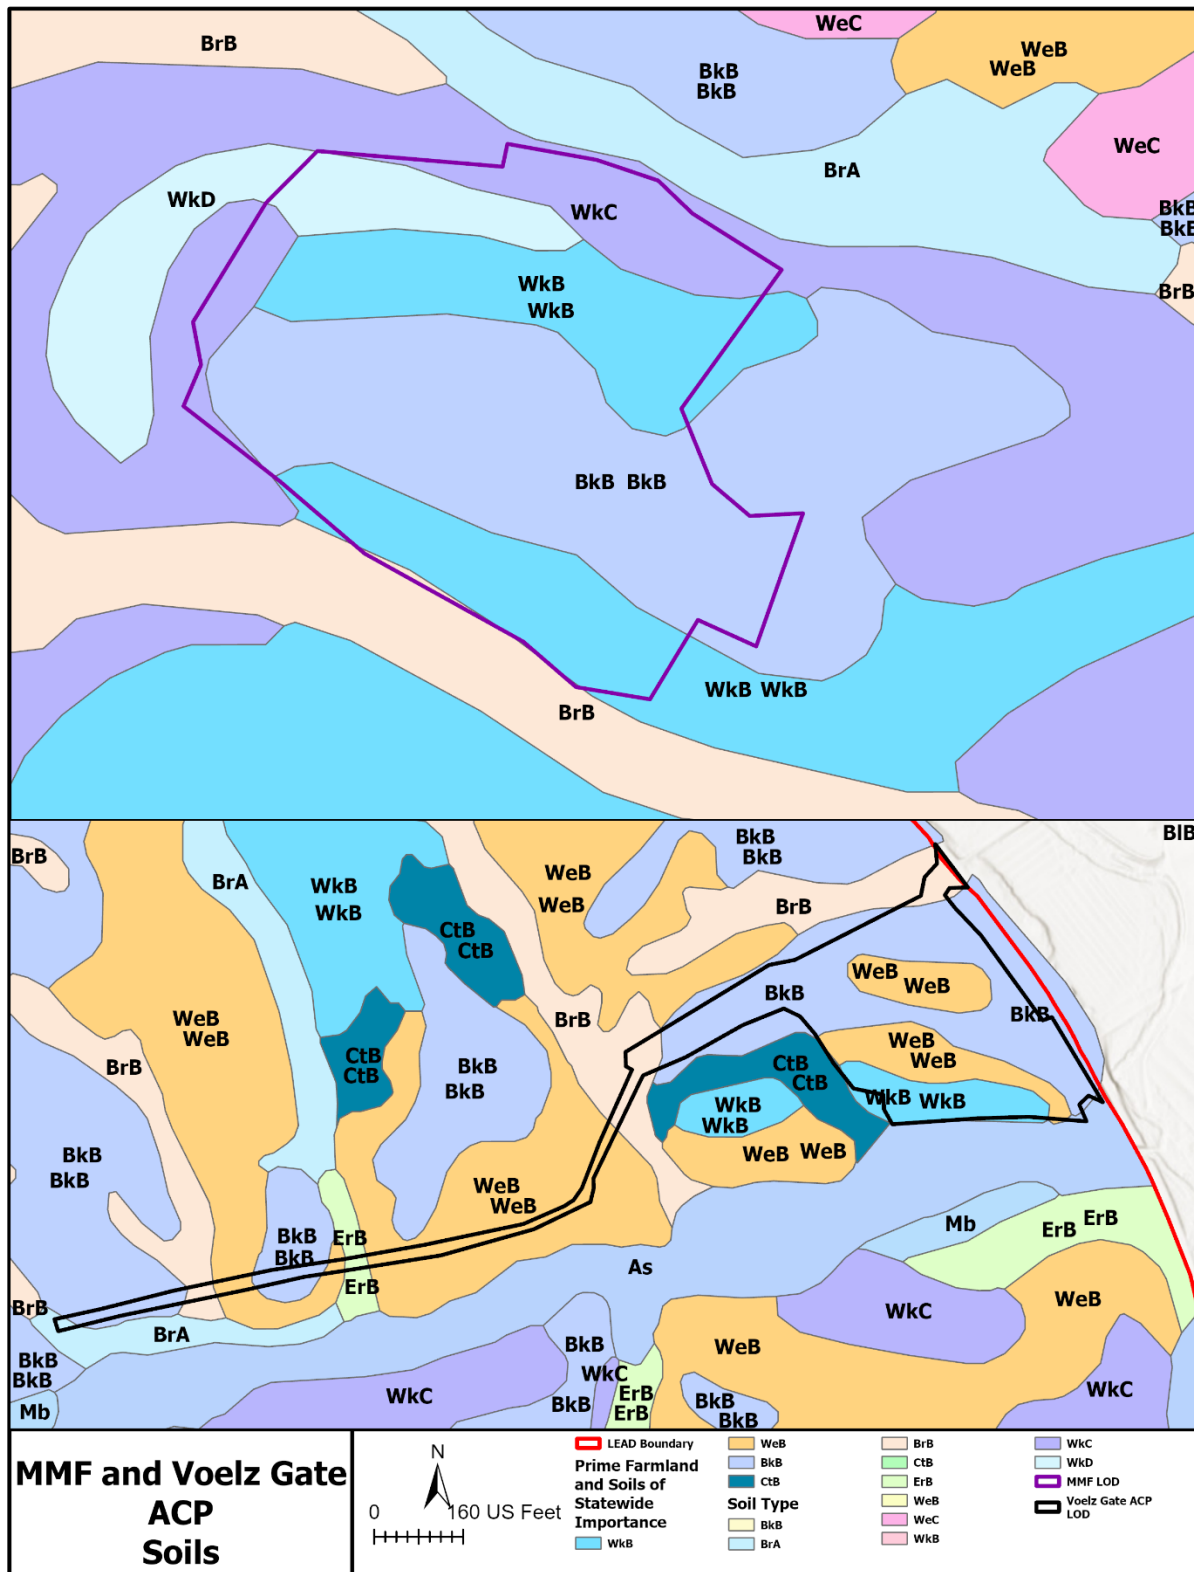 WeC
BrB
WeB
WeB
BkB
BkB
WeC
BrA
WkD
WkC
BkB
BkB
WkB
WkB
BrB
BkB BkB
WkB WkB
BrB
BkB
BkB
BlB
BrB
WeB
BrA
WkB
WkB
WeB
BrB
CtB
CtB
WeB
WeB
BkB
BkB
WeB
WeB
BrB
WeB
WeB
CtB
CtB
BkB
BkB
CtB
CtB
BrB
WkB
WkB
WkB
WkB
BkB
BkB
WeB
WeB
WeB
WeB
BkB
BkB
ErB
ErB
Mb
ErB
ErB
As
BrB
BrA
WkC
WeB
WeB
BkB
BkB
BkB
WkC
BkB
ErB
ErB
WkC
BkB
BkB
WkC
Mb
MMF and Voelz Gate
ACP
Soils
N
0 160 US Feet
LEAD Boundary
Prime Farmland
and Soils of
Statewide
Importance
WkB
WeB
BkB
CtB
Soil Type
BkB
BrA
BrB
CtB
ErB
WeB
WeC
WkB
WkC
WkD
MMF LOD
Voelz Gate ACP
LOD